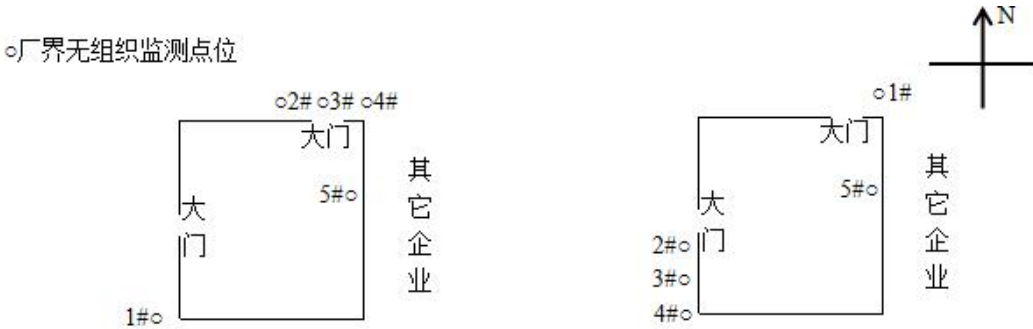 N
○厂界无组织监测点位
○2# ○3# ○4#
大门
5#○
大门
1#○
其它企业
○1#
大门
5#○
大门
2#○
3#○
4#○
其它企业